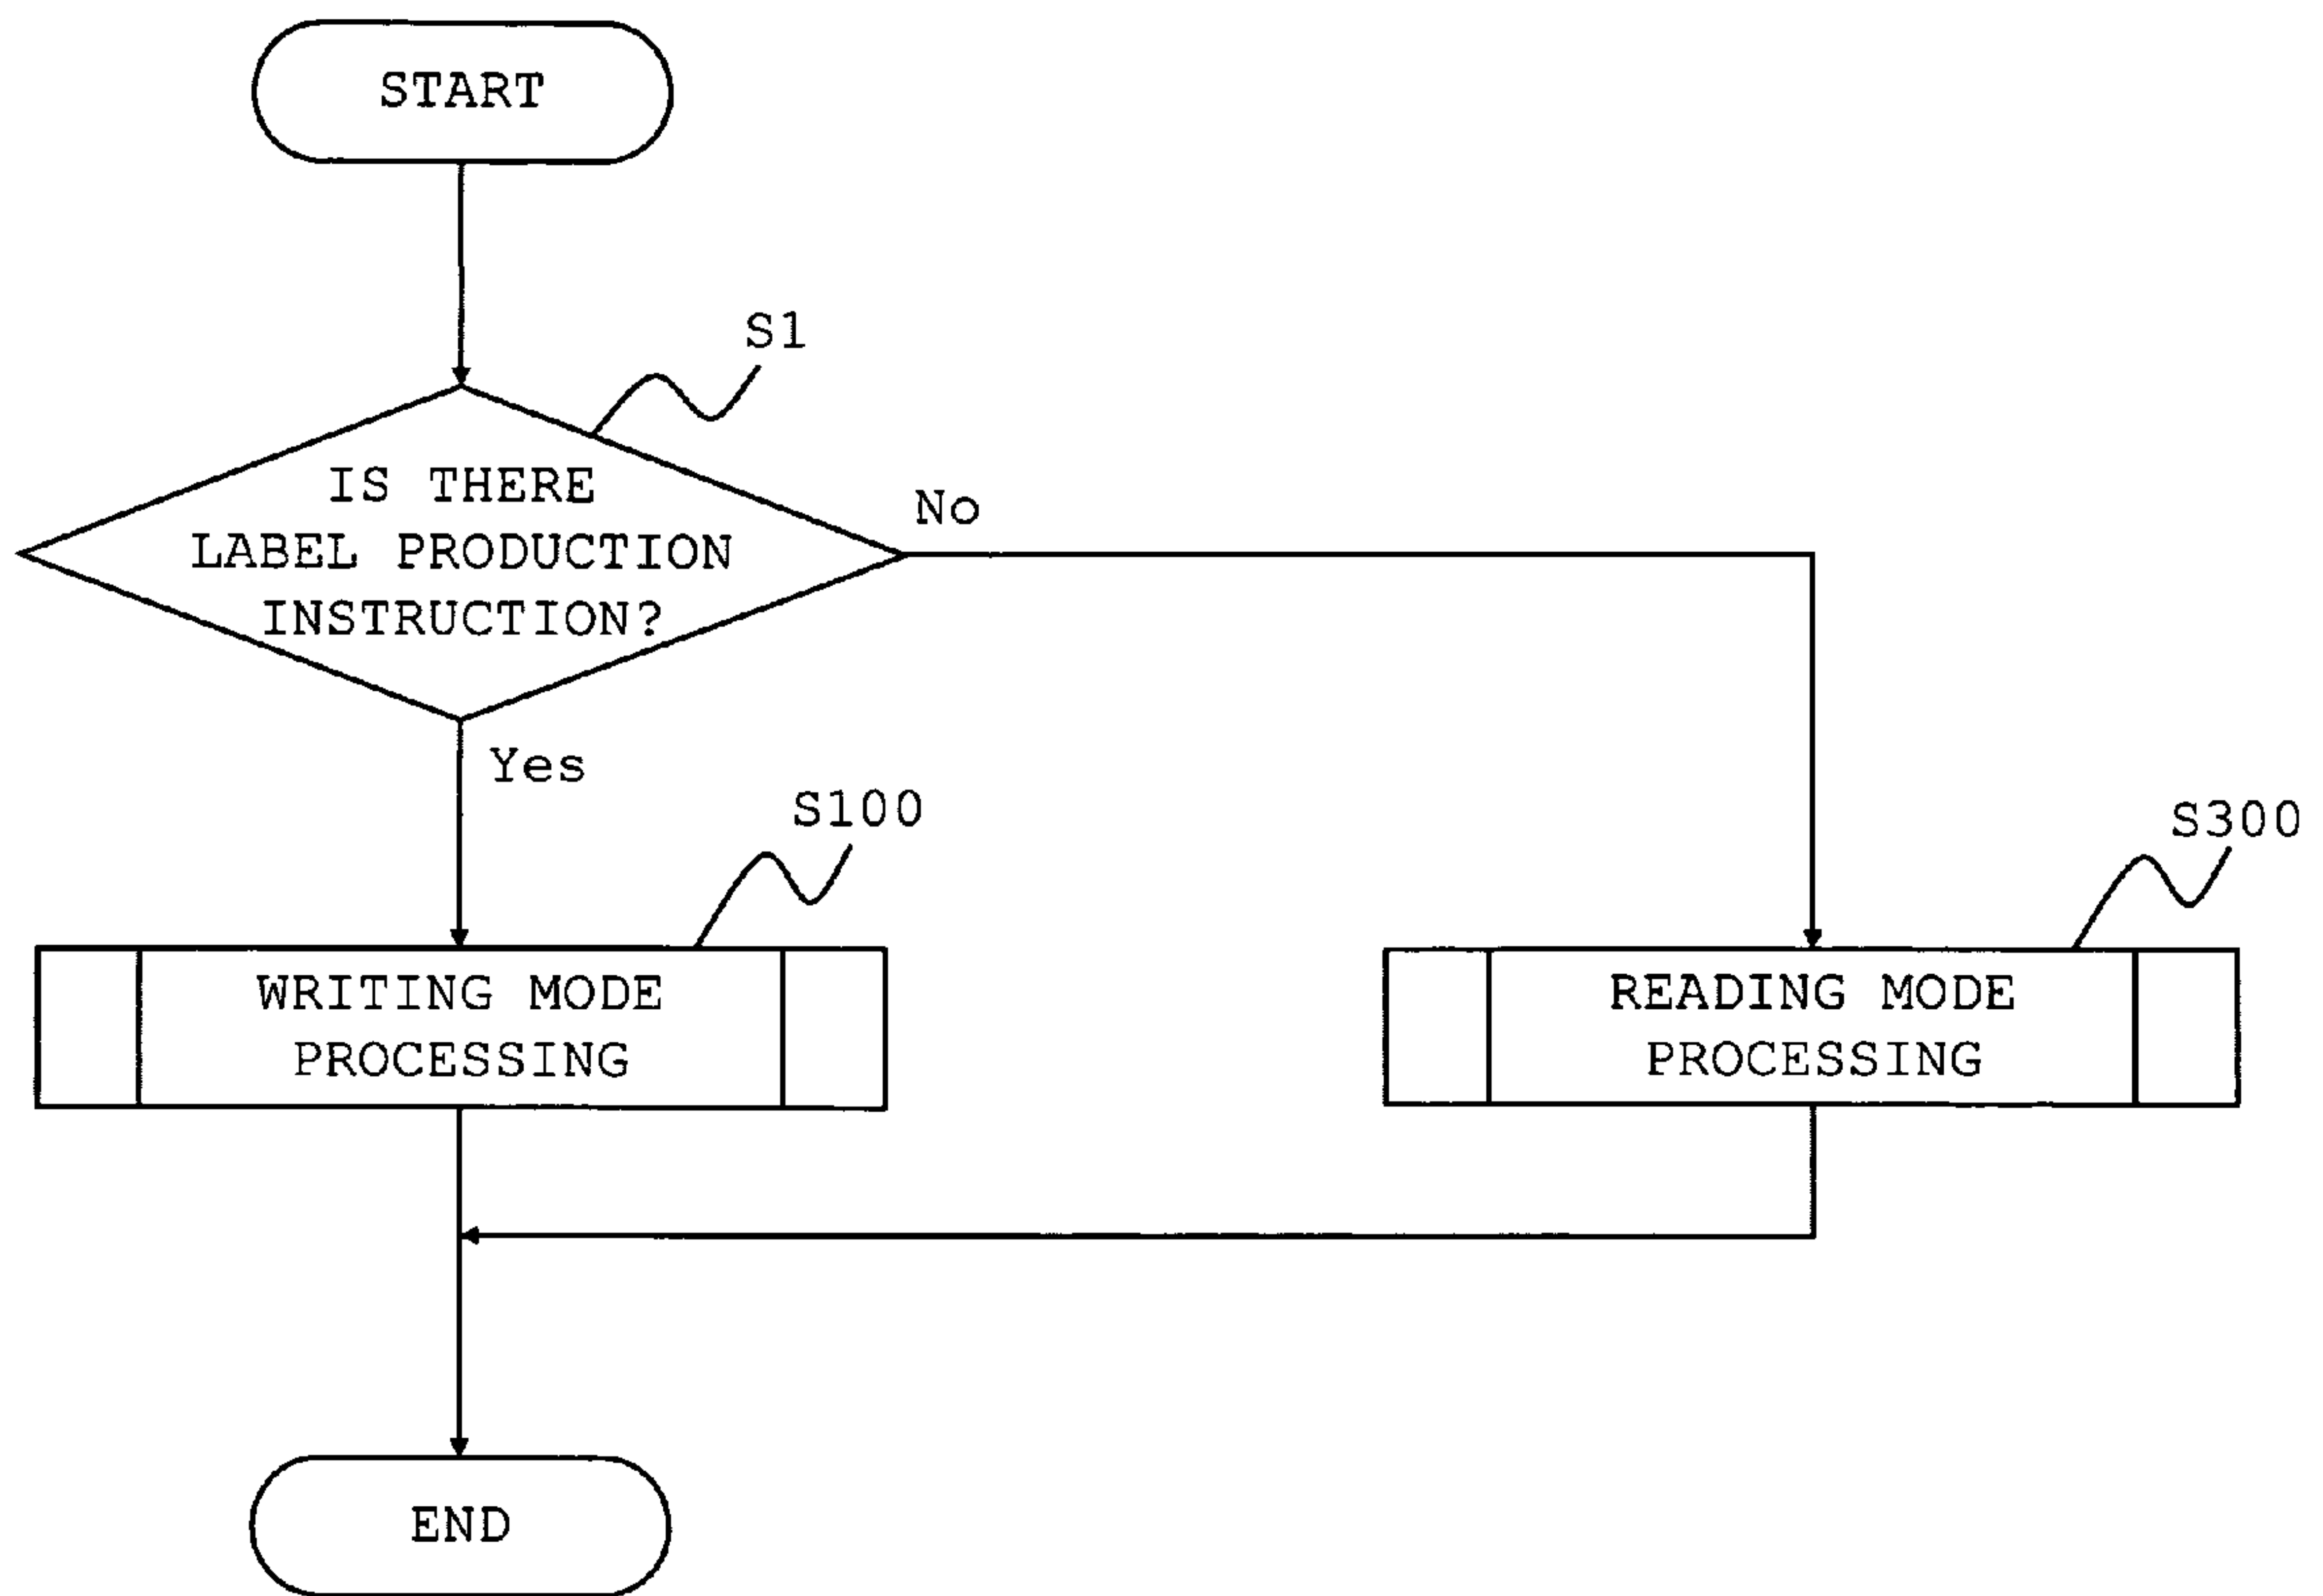 START
S1
IS THERE
LABEL PRODUCTION
INSTRUCTION?
No
Yes
S100
S300
WRITING MODE
PROCESSING
READING MODE
PROCESSING
END